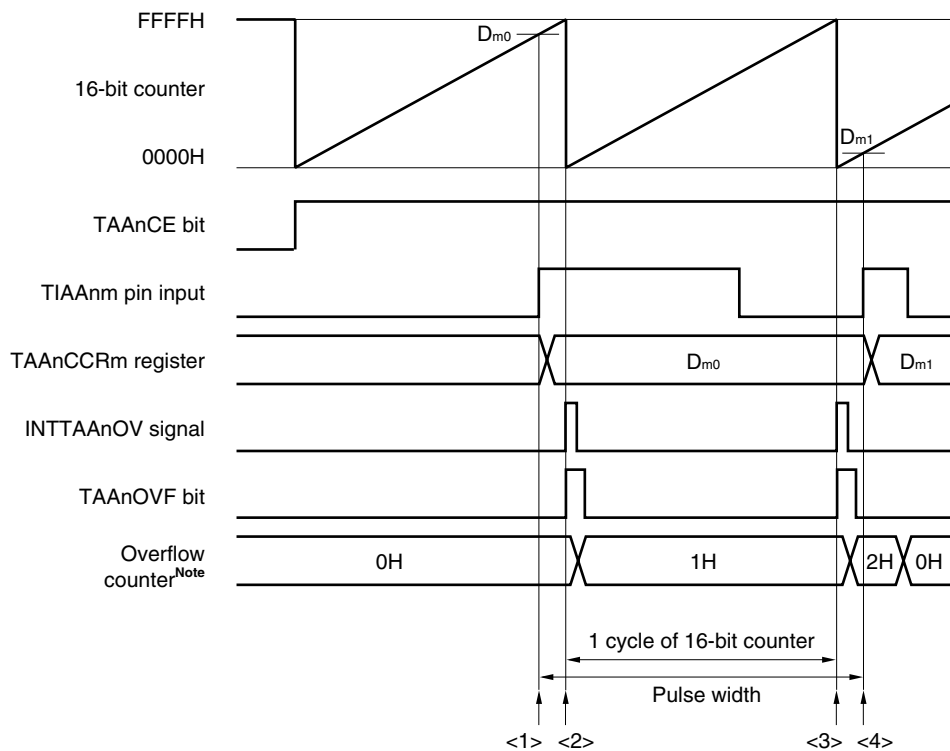 FFFFH
Dm0
16-bit counter
Dm1
0000H
TAAnCE bit
TIAAnm pin input
TAAnCCRm register
Dm0
Dm1
INTTAAnOV signal
TAAnOVF bit
Overflow
counterNote
0H
1H
2H
0H
1 cycle of 16-bit counter
Pulse width
<1> <2> <3> <4>